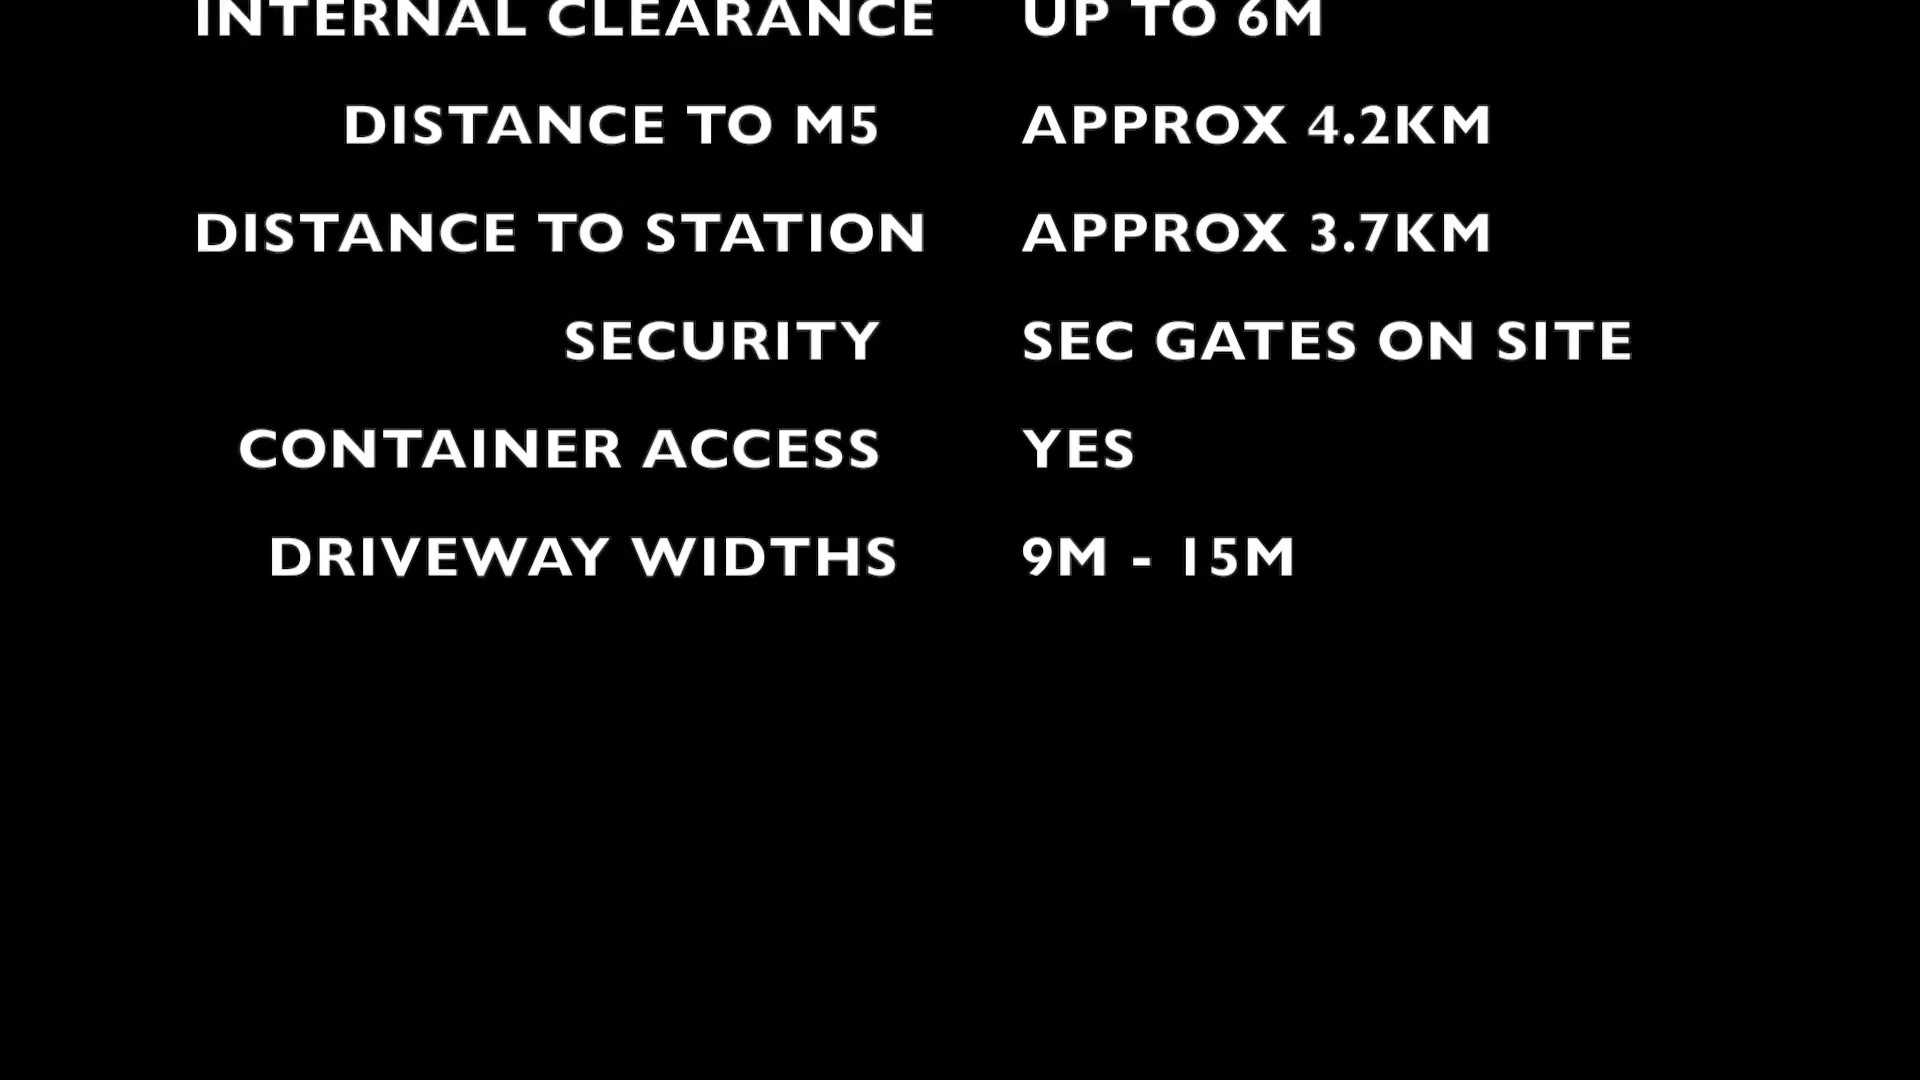 INTERNAL CLEARANCE UP TO 6M
DISTANCE TO M5 APPROX 4.2KM
DISTANCE TO STATION APPROX 3.7KM
SECURITY SEC GATES ON SITE
CONTAINER ACCESS YES
DRIVEWAY WIDTHS 9M - 15M